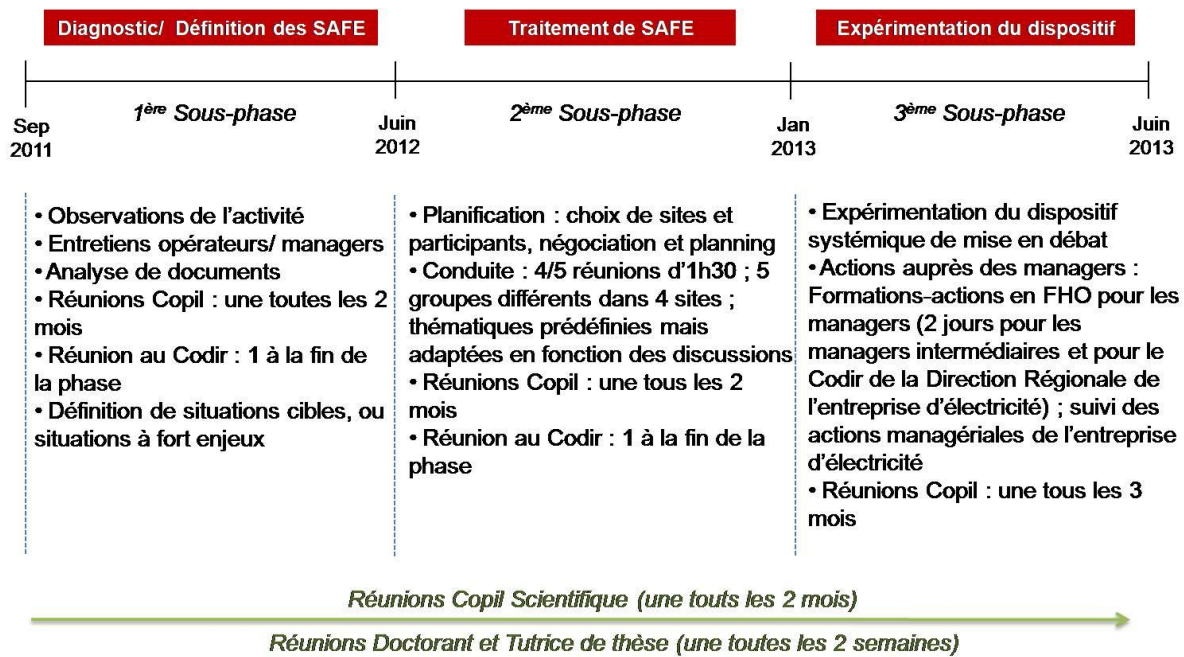 Diagnostic/ Définition des SAFE
Traitement de SAFE
Expérimentation du dispositif
1ère Sous-phase
2ème Sous-phase
3ème Sous-phase
Sep
2011
Juin
2012
Jan
2013
Juin
2013
• Observations de l'activité
• Entretiens opérateurs/ managers
• Analyse de documents
• Réunions Copil : une toutes les 2
mois
• Réunion au Codir : 1 à la fin de
la phase
• Définition de situations cibles, ou
situations à fort enjeux
• Planification : choix de sites et
participants, négociation et planning
• Conduite : 4/5 réunions d'1h30 ; 5
groupes différents dans 4 sites ;
thématiques prédéfinies mais
adaptées en fonction des discussions
• Réunions Copil : une tous les 2
mois
• Réunion au Codir : 1 à la fin de la
phase
• Expérimentation du dispositif
systémique de mise en débat
• Actions auprès des managers :
Formations-actions en FHO pour les
managers (2 jours pour les
managers intermédiaires et pour le
Codir de la Direction Régionale de
l'entreprise d'électricité) ; suivi des
actions managériales de l'entreprise
d'électricité
• Réunions Copil : une tous les 3
mois
Réunions Copil Scientifique (une touts les 2 mois)
Réunions Doctorant et Tutrice de thèse (une toutes les 2 semaines)